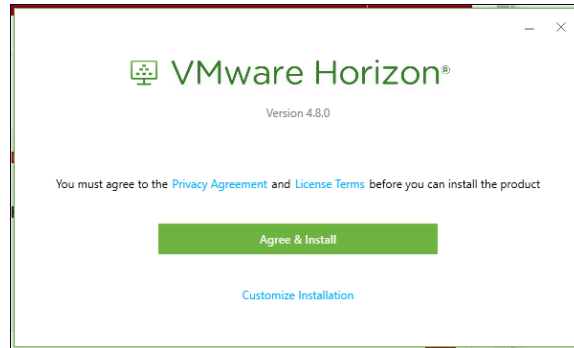 VMware Horizon®
Version 4.8.0
You must agree to the Privacy Agreement and License Terms before you can install the product
Agree & Install
Customize Installation